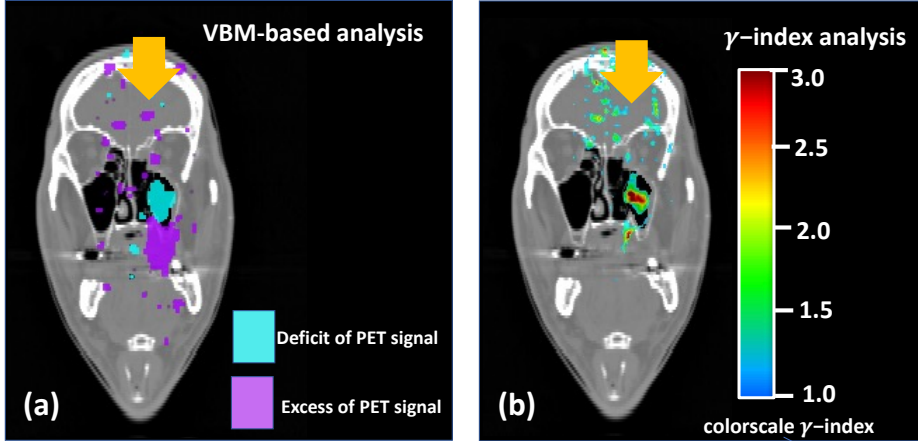 VBM-based analysis
Deficit of PET signal
Excess of PET signal
(a)
γ-index analysis
3.0
2.5
2.0
1.5
1.0
(b)
colorscale γ-index